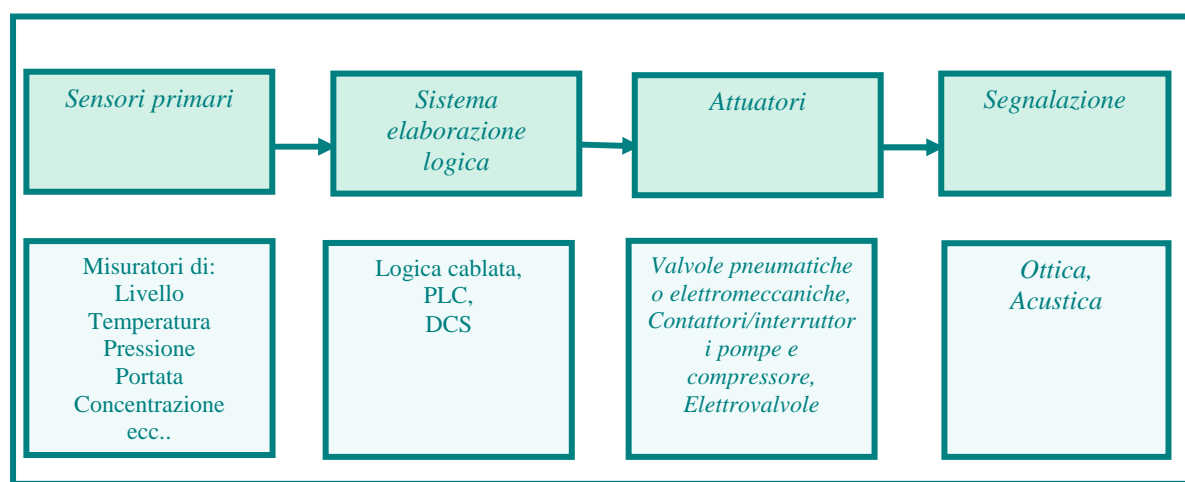 Sensori primari
Sistema
elaborazione
logica
Attuatori
Segnalazione
Misuratori di:
Livello
Temperatura
Pressione
Portata
Concentrazione
ecc..
Logica cablata,
PLC,
DCS
Valvole pneumatiche
o elettromeccaniche,
Contattori/interruttor
i pompe e
compressore,
Elettrovalvole
Ottica,
Acustica